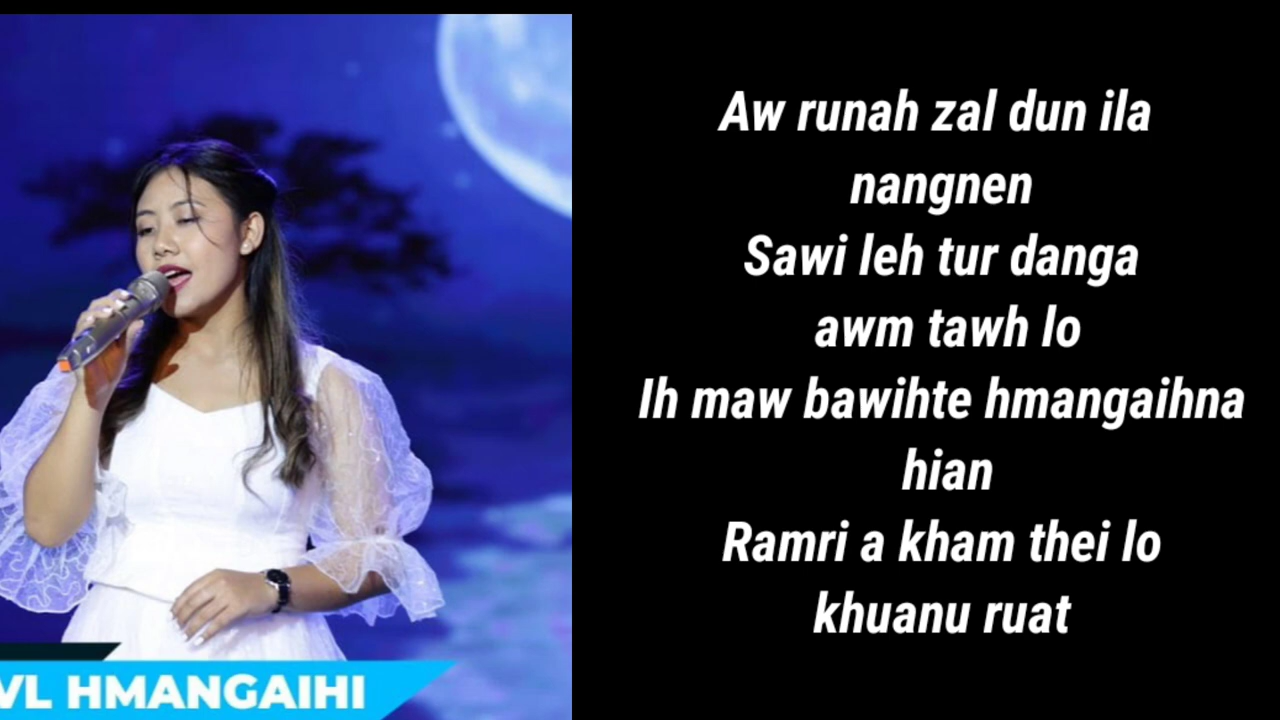 Aw runah zal dun ila
nangnen
Sawi leh tur danga
awm tawh lo
Ih maw bawihte hmangaihna
hian
Ramri a kham thei lo
khuanu ruat
VL HMANGAIHI